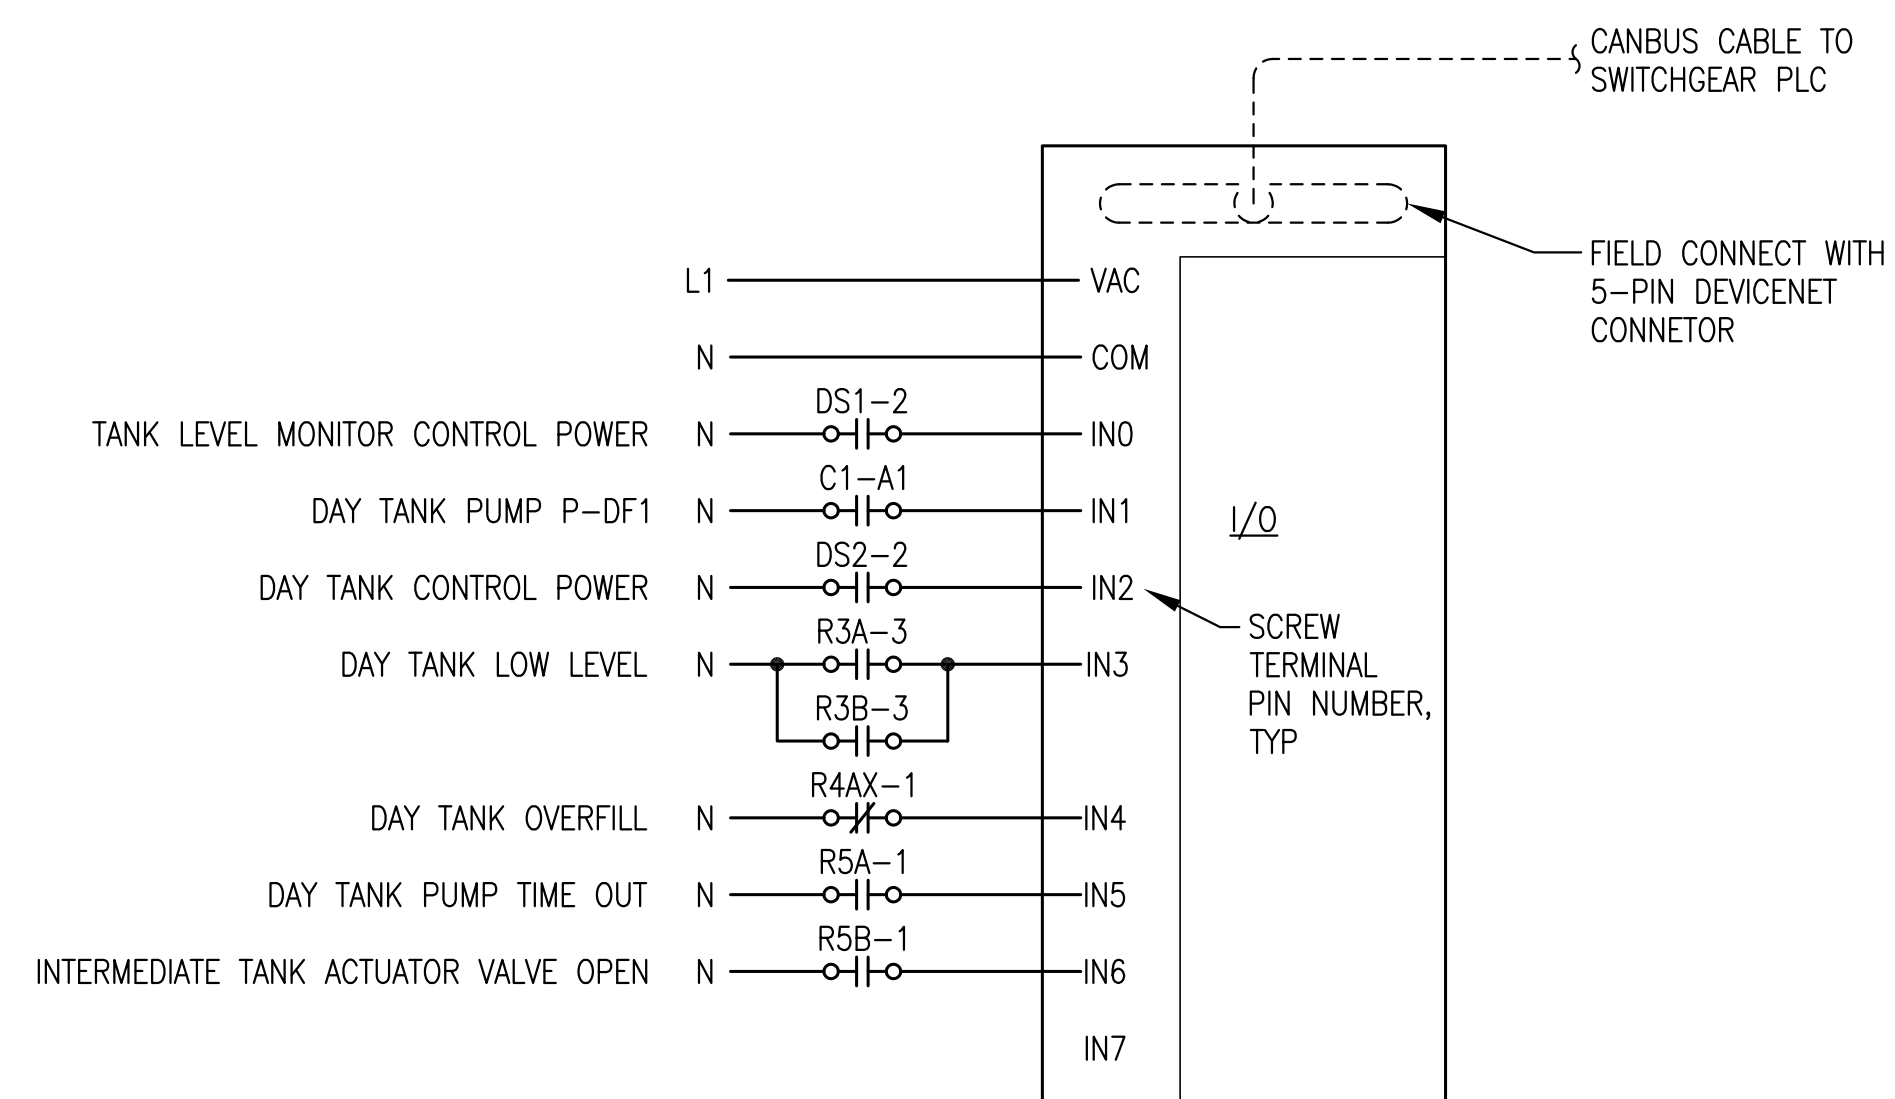 CANBUS CABLE TO
SWITCHGEAR PLC
FIELD CONNECT WITH
5-PIN DEVICENET
CONNETOR
L1 VAC
N COM
DS1-2
TANK LEVEL MONITOR CONTROL POWER N IN0
C1-A1
DAY TANK PUMP P-DF1 N IN1
I/O
DS2-2
DAY TANK CONTROL POWER N IN2
SCREW
TERMINAL
PIN NUMBER,
TYP
R3A-3
DAY TANK LOW LEVEL N IN3
R3B-3
R4AX-1
DAY TANK OVERFILL N IN4
R5A-1
DAY TANK PUMP TIME OUT N IN5
R5B-1
INTERMEDIATE TANK ACTUATOR VALVE OPEN N IN6
IN7